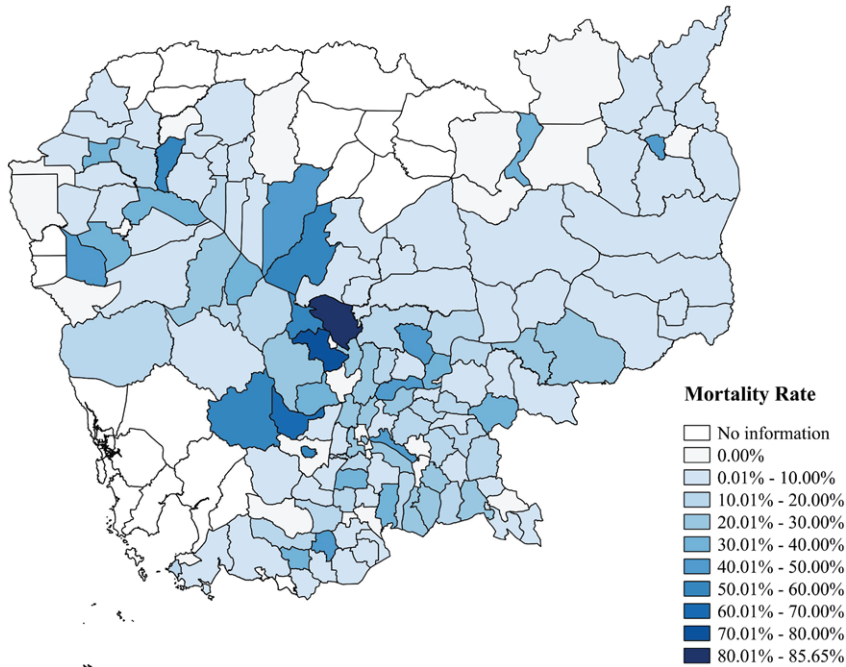 Mortality Rate
No information
0.00%
0.01% - 10.00%
10.01% - 20.00%
20.01% - 30.00%
30.01% - 40.00%
40.01% - 50.00%
50.01% - 60.00%
60.01% - 70.00%
70.01% - 80.00%
80.01% - 85.65%